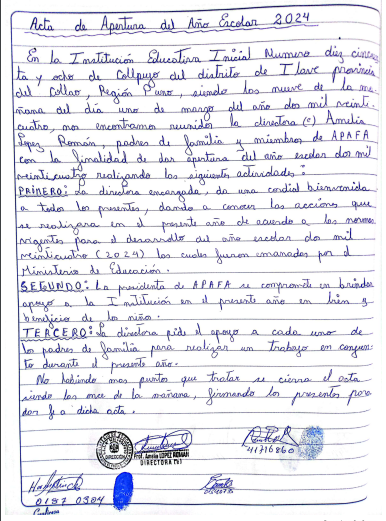 Acta de Apertura del Año Escolar 2024
En la Institución Educativa Inicial Numero diez cincuen
ta y ocho de Collpuyo del distrito de Ilave provincia
del Collao, Región Puno, siendo las nueve de la ma-
ñana del día uno de marzo del año dos mil veinti-
cuatro, nos encontramos reunidos la directora (e) Amelia
López Román, padres de familia y miembros de APAFA
con la finalidad de dar apertura del año escolar dos mil
veinticuatro realizando las siguientes actividades:
PRIMERO: La directora encargada, da una cordial bienvenida
a todos los presentes, dando a conocer las acciones que
se realizara en el presente año de acuerdo a las normas
vigentes para el desarrollo del año escolar dos mil
veinticuatro (2024) las cuales fueron emanadas por el
Ministerio de Educación.
SEGUNDO: La presidenta de APAFA se compromete en brindar
apoyo a la Institución en el presente año en bien y
beneficio de los niños.
TERCERO: La directora pide el apoyo a cada uno de
los padres de familia para realizar un trabajo en conjun-
to durante el presente año.
No habiendo mas puntos que tratar se cierra el acta
siendo las once de la mañana, firmando los presentes para
dar fe a dicha acta.
DIRECCIÓN
Prof. Amelia LOPEZ ROMAN
DIRECTORA (e)
41716860
0187 0304